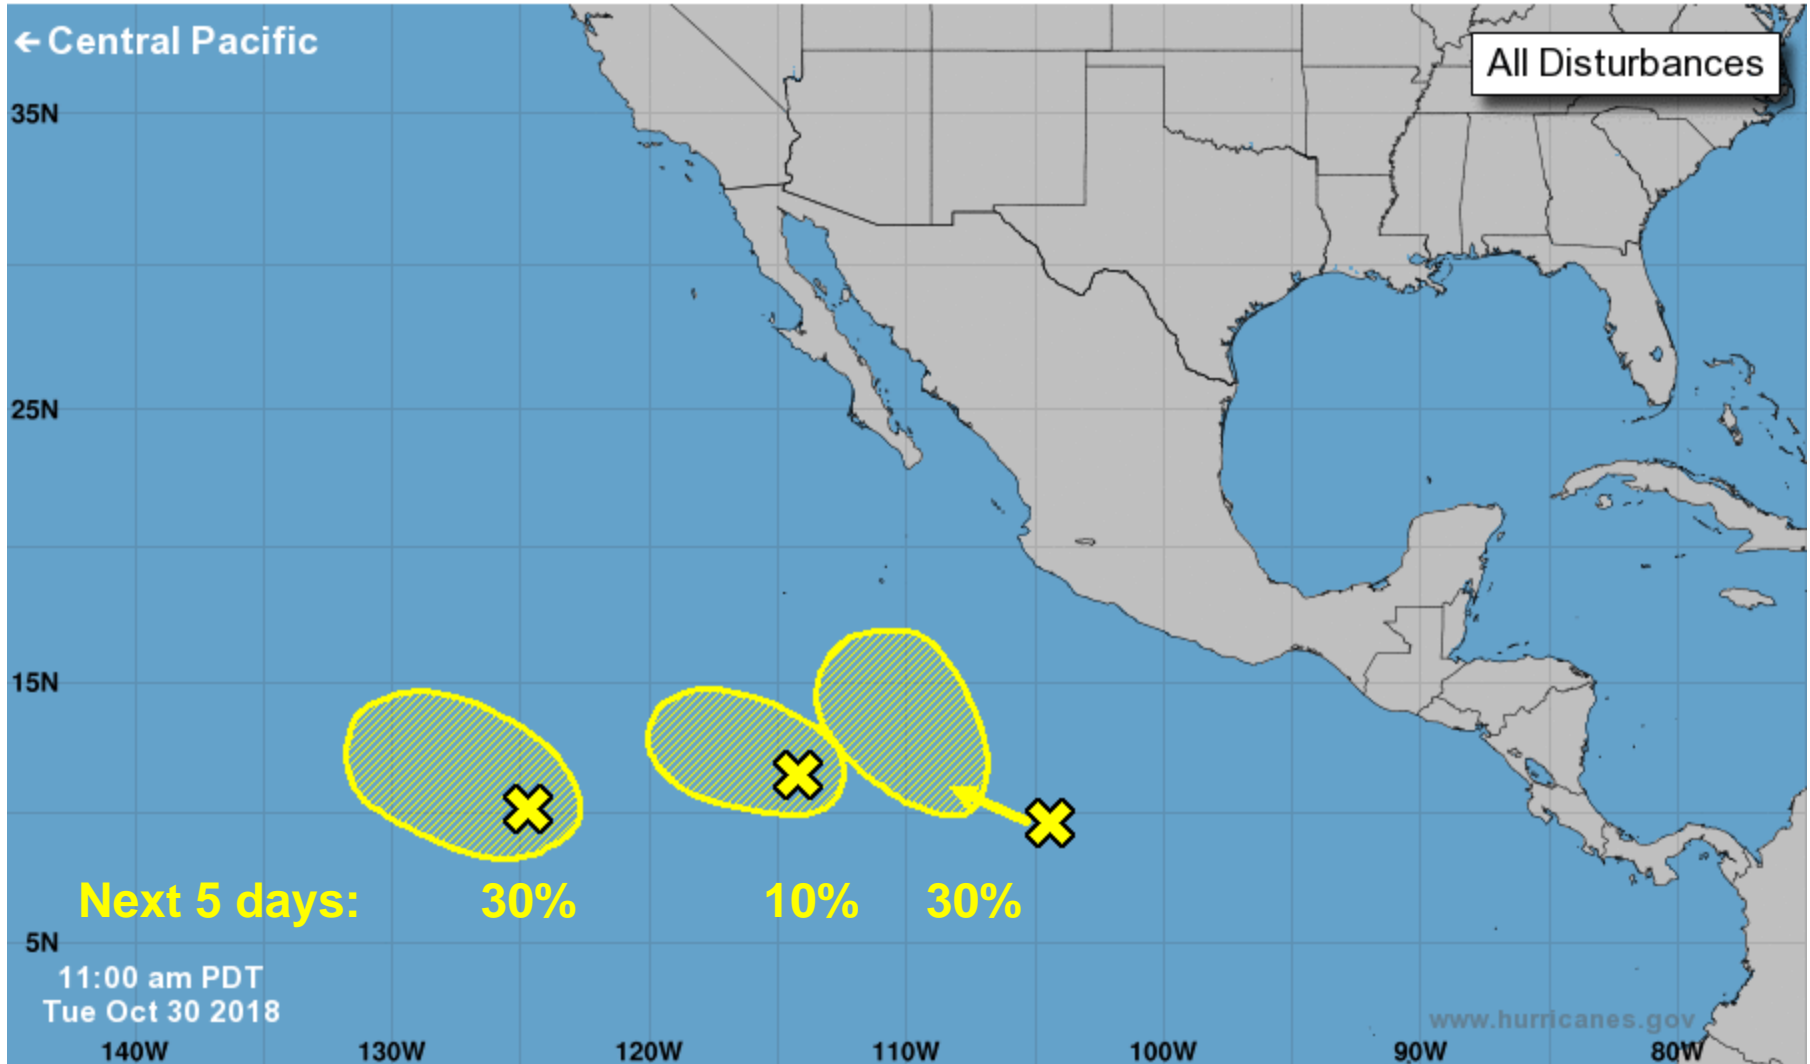 ←Central Pacific
All Disturbances
35N
25N
15N
Next 5 days: 30% 10% 30%
5N
11:00 am PDT
Tue Oct 30 2018
www.hurricanes.gov
140W 130W 120W 110W 100W 90W 80W